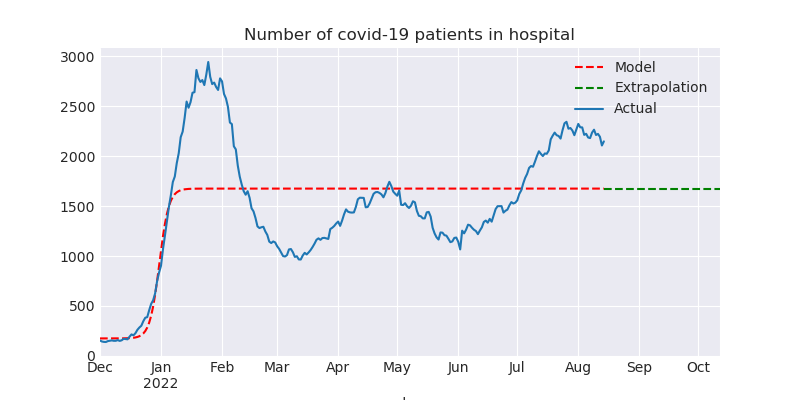 Number of covid-19 patients in hospital
3000
2500
2000
1500
1000
500
0
Model
Extrapolation
Actual
Dec Jan Feb Mar Apr May Jun Jul Aug Sep Oct
2022